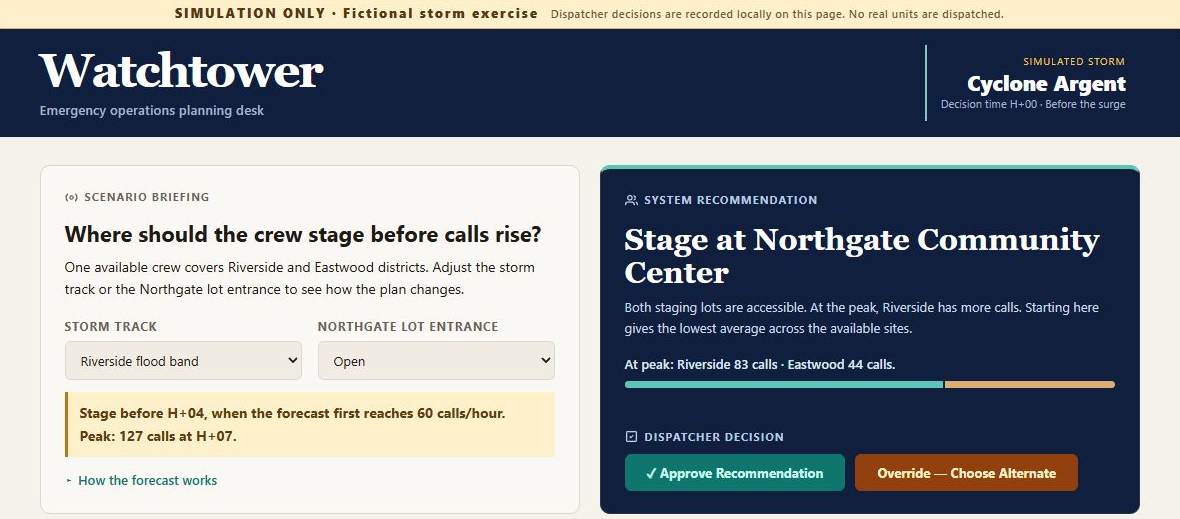 SIMULATION ONLY · Fictional storm exercise Dispatcher decisions are recorded locally on this page. No real units are dispatched.
Watchtower
Emergency operations planning desk
SIMULATED STORM
Cyclone Argent
Decision time H+00 · Before the surge
SCENARIO BRIEFING
Where should the crew stage before calls rise?
One available crew covers Riverside and Eastwood districts. Adjust the storm
track or the Northgate lot entrance to see how the plan changes.
STORM TRACK
Riverside flood band
NORTHGATE LOT ENTRANCE
Open
Stage before H+04, when the forecast first reaches 60 calls/hour.
Peak: 127 calls at H+07.
How the forecast works
SYSTEM RECOMMENDATION
Stage at Northgate Community
Center
Both staging lots are accessible. At the peak, Riverside has more calls. Starting here
gives the lowest average across the available sites.
At peak: Riverside 83 calls · Eastwood 44 calls.
DISPATCHER DECISION
✓ Approve Recommendation
Override — Choose Alternate